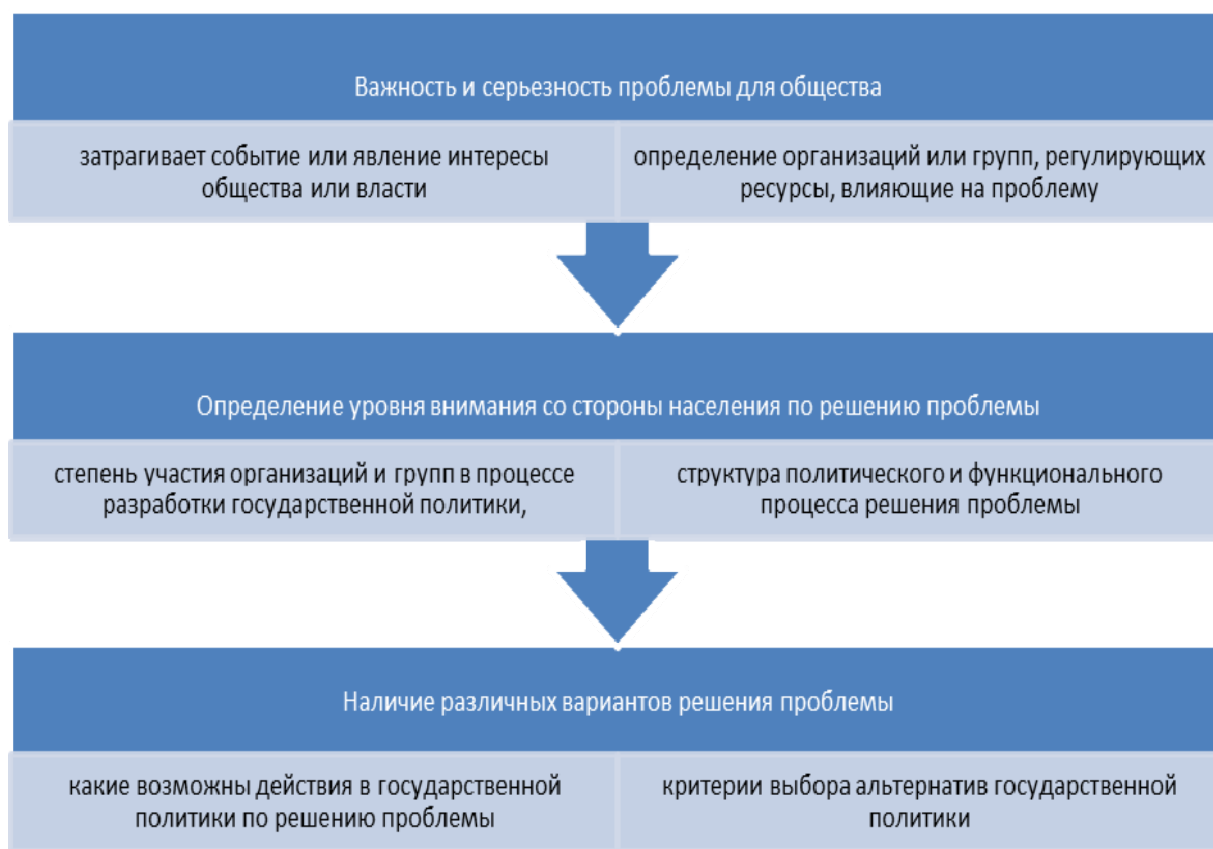 Важность и серьезность проблемы для общества
затрагивает событие или явление интересы
общества или власти
определение организаций или групп, регулирующих
ресурсы, влияющие на проблему
Определение уровня внимания со стороны населения по решению проблемы
степень участия организаций и групп в процессе
разработки государственной политики,
структура политического и функционального
процесса решения проблемы
Наличие различных вариантов решения проблемы
какие возможны действия в государственной
политики по решению проблемы
критерии выбора альтернатив государственной
политики